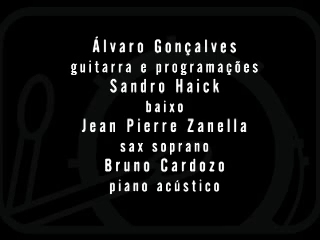 Álvaro Gonçalves
guitarra e programações
Sandro Haick
baixo
Jean Pierre Zanella
sax soprano
Bruno Cardozo
piano acústico